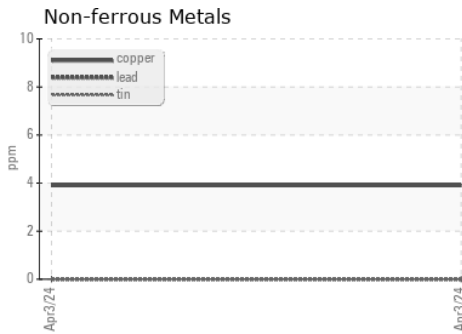 Non-ferrous Metals
10
copper
lead
tin
8
6
ppm
4
2
0
Apr3/24
Apr3/24